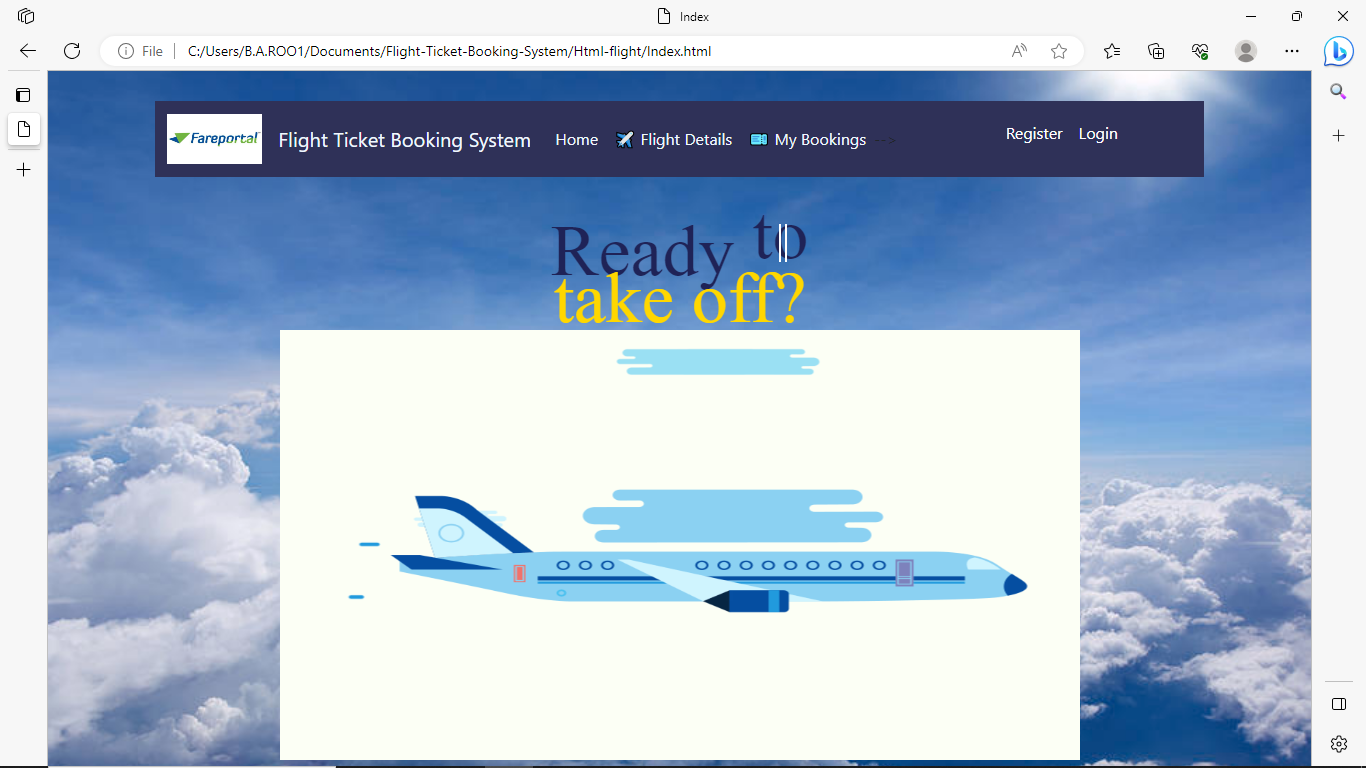 Index
File C:/Users/B.A.ROO1/Documents/Flight-Ticket-Booking-System/Html-flight/Index.html
Fareportal Flight Ticket Booking System Home Flight Details My Bookings --> Register Login
Ready to
take off?